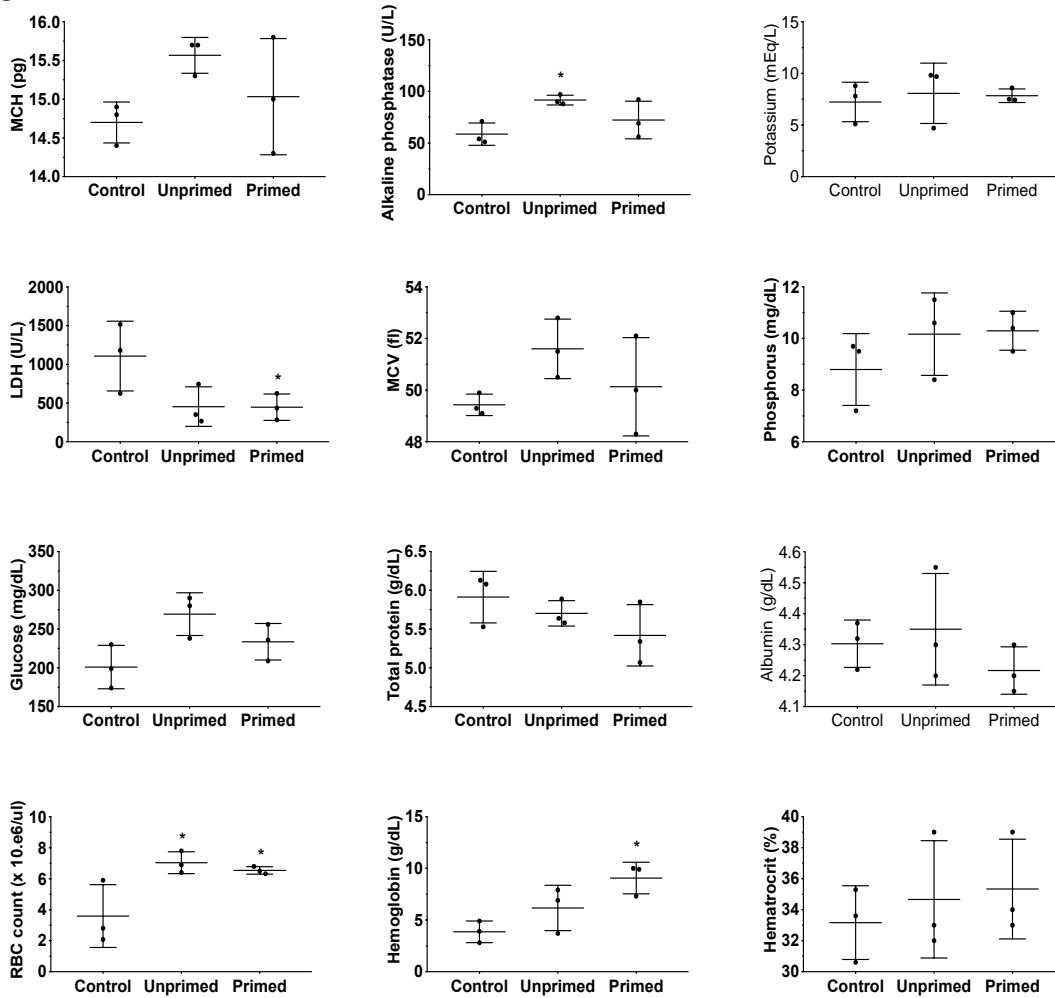 MCH (pg)
16.0
15.5
15.0
14.5
14.0
Control Unprimed Primed
Alkaline phosphatase (U/L)
150
100
50
0
*
Control Unprimed Primed
Potassium (mEq/L)
15
10
5
0
Control Unprimed Primed
LDH (U/L)
2000
1500
1000
500
0
*
Control Unprimed Primed
MCV (fl)
54
52
50
48
Control Unprimed Primed
Phosphorus (mg/dL)
12
10
8
6
Control Unprimed Primed
Glucose (mg/dL)
350
300
250
200
150
Control Unprimed Primed
Total protein (g/dL)
6.5
6.0
5.5
5.0
4.5
Control Unprimed Primed
Albumin (g/dL)
4.6
4.5
4.4
4.3
4.2
4.1
Control Unprimed Primed
RBC count (x 10.e6/ul)
10
8
6
4
2
0
* *
Control Unprimed Primed
Hemoglobin (g/dL)
15
10
5
0
*
Control Unprimed Primed
Hematrocrit (%)
40
38
36
34
32
30
Control Unprimed Primed